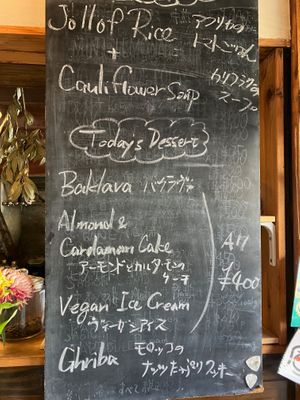 Jollof Rice アフリカの
トマトごはん
+
Cauliflower Soup カリフラワー
スープ
Today's Dessert
Baklava バクラヴァ
Almond &
Cardamom Cake
アーモンドとカルダモンの
ケーキ
All
¥400
Vegan Ice Cream
ヴィーガンアイス
Ghriba モロッコの
ナッツたっぷりクッキー